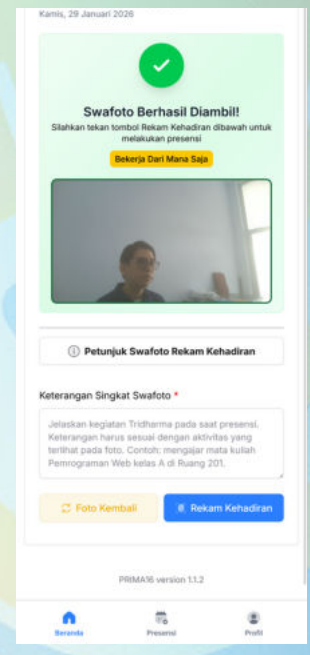 Kamis, 29 Januari 2026
Swafoto Berhasil Diambil!
Silahkan tekan tombol Rekam Kehadiran dibawah untuk
melakukan presensi
Bekerja Dari Mana Saja
Petunjuk Swafoto Rekam Kehadiran
Keterangan Singkat Swafoto *
Jelaskan kegiatan Tridharma pada saat presensi.
Keterangan harus sesuai dengan aktivitas yang
terlihat pada foto. Contoh: mengajar mata kuliah
Pemrograman Web kelas A di Ruang 201.
Foto Kembali
Rekam Kehadiran
PRIMA16 version 1.1.2
Beranda
Presensi
Profil